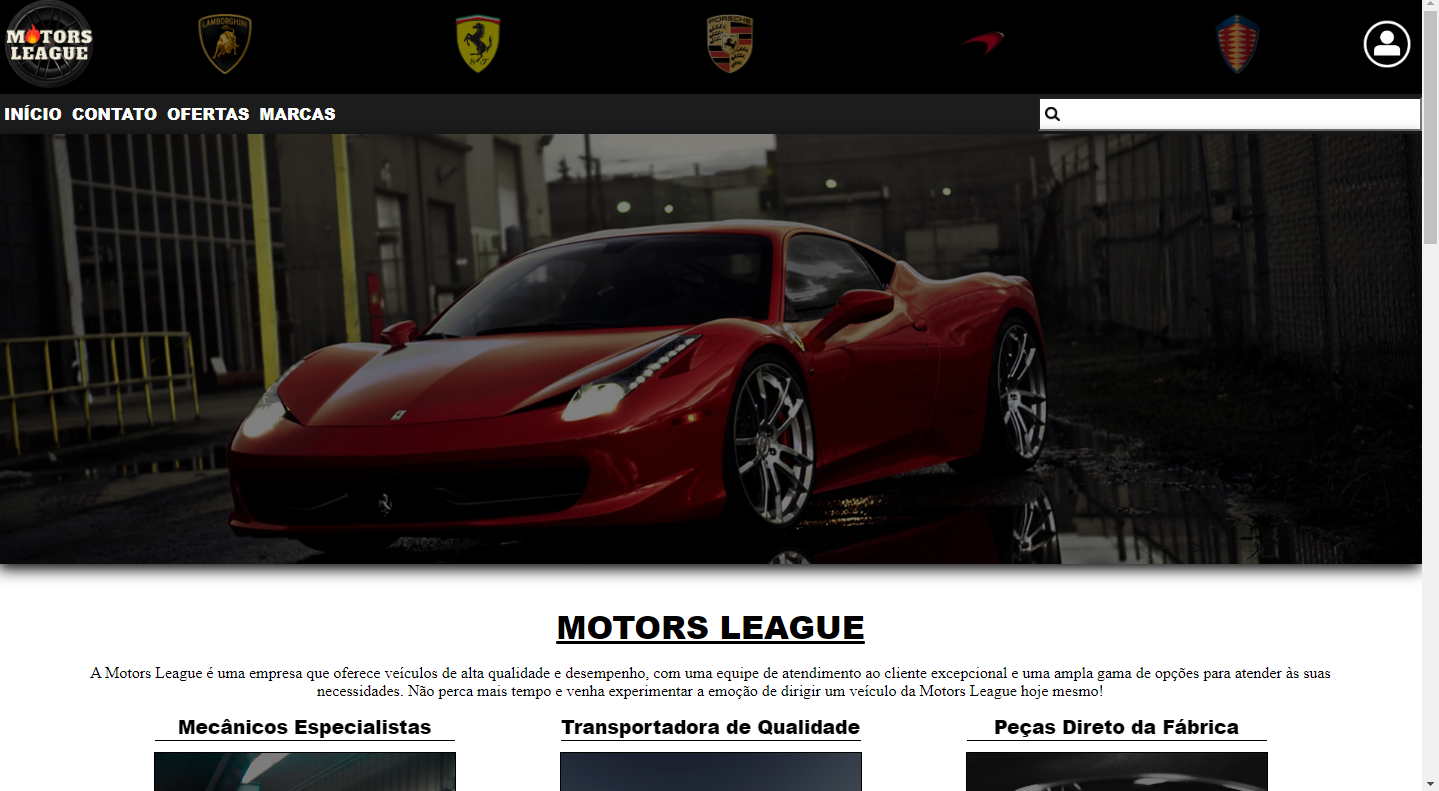 MOTORS
LEAGUE
LAMBORGHINI
PORSCHE
INÍCIO CONTATO OFERTAS MARCAS
MOTORS LEAGUE
A Motors League é uma empresa que oferece veículos de alta qualidade e desempenho, com uma equipe de atendimento ao cliente excepcional e uma ampla gama de opções para atender às suas
necessidades. Não perca mais tempo e venha experimentar a emoção de dirigir um veículo da Motors League hoje mesmo!
Mecânicos Especialistas
Transportadora de Qualidade
Peças Direto da Fábrica